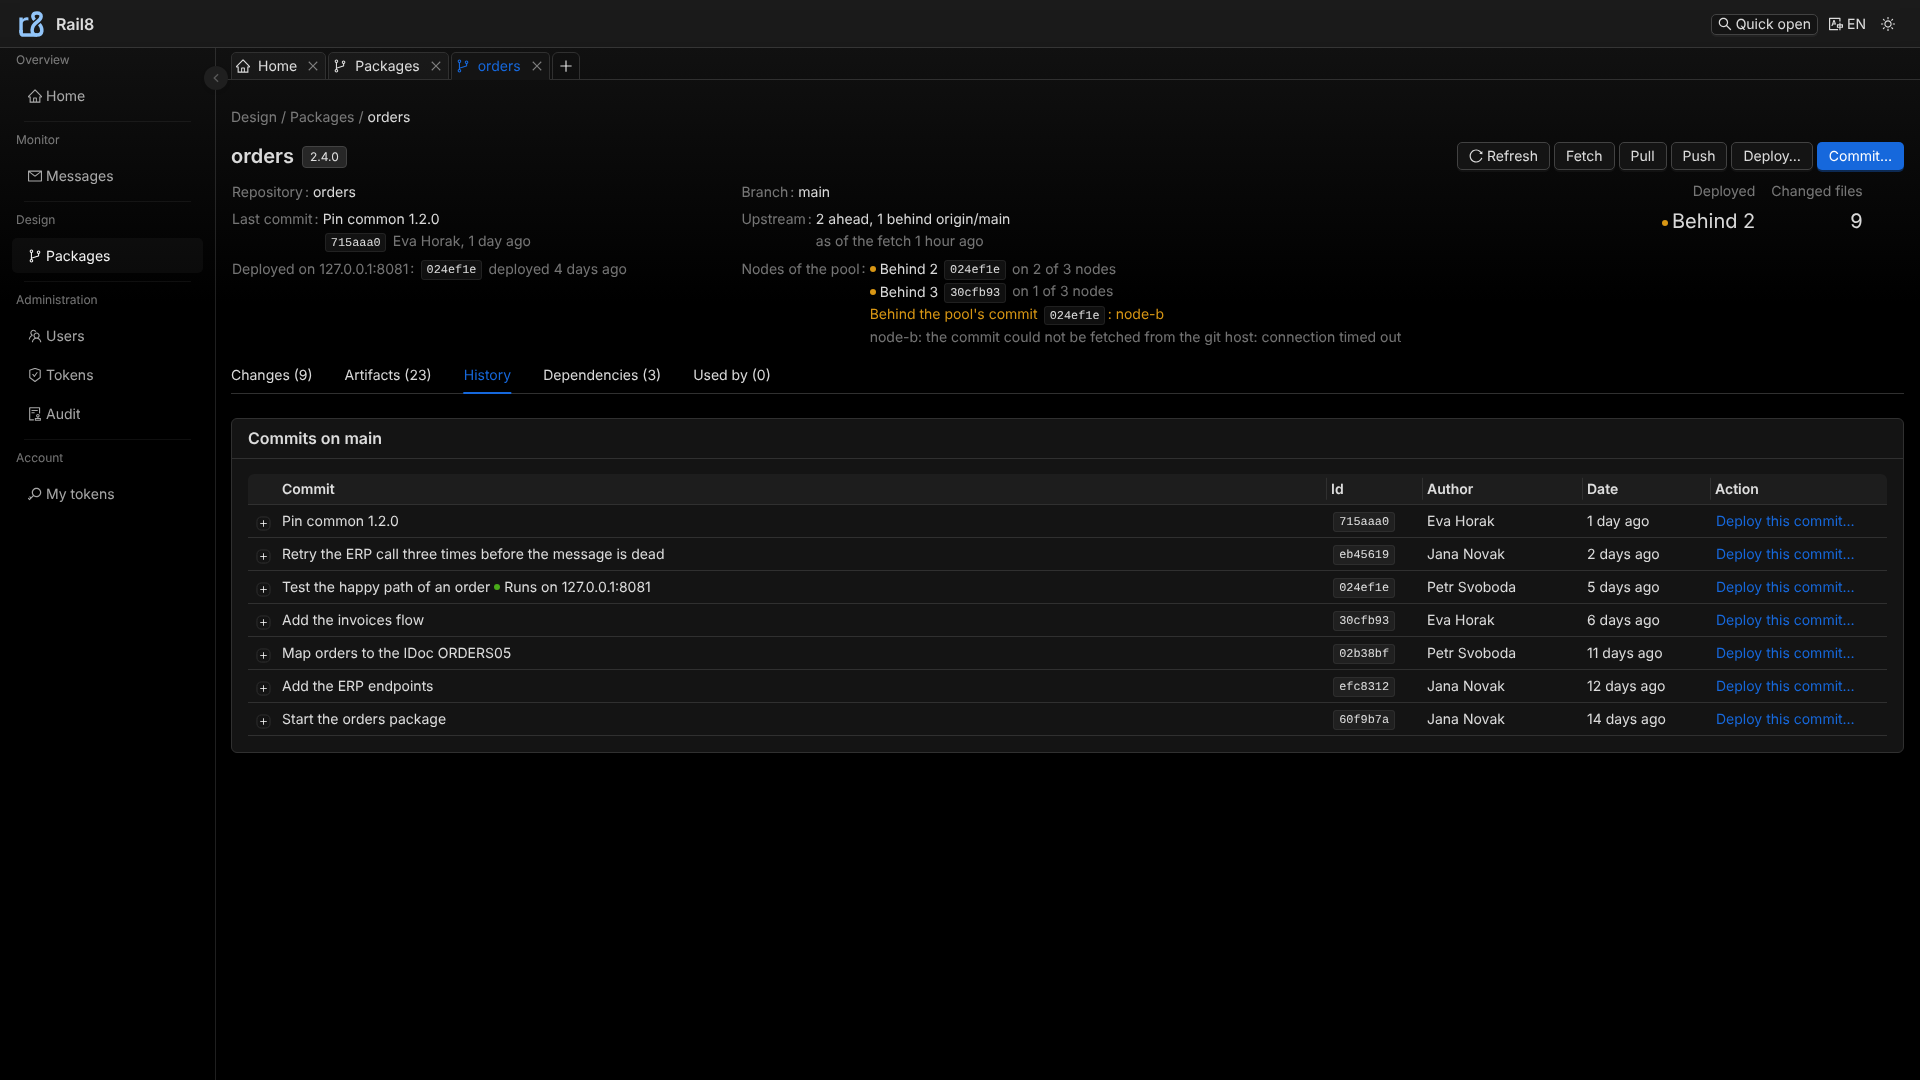 Rail8
Quick open
EN
Overview
Home
Monitor
Messages
Design
Packages
Administration
Users
Tokens
Audit
Account
My tokens
Home
Packages
orders
Design / Packages / orders
orders 2.4.0
Refresh
Fetch
Pull
Push
Deploy...
Commit...
Repository: orders
Branch: main
Deployed
Changed files
Last commit: Pin common 1.2.0
715aaa0 Eva Horak, 1 day ago
Upstream: 2 ahead, 1 behind origin/main
as of the fetch 1 hour ago
Behind 2
9
Deployed on 127.0.0.1:8081: 024ef1e deployed 4 days ago
Nodes of the pool: Behind 2 024ef1e on 2 of 3 nodes
Behind 3 30cfb93 on 1 of 3 nodes
Behind the pool's commit 024ef1e : node-b
node-b: the commit could not be fetched from the git host: connection timed out
Changes (9)
Artifacts (23)
History
Dependencies (3)
Used by (0)
Commits on main
Commit Id Author Date Action
Pin common 1.2.0 715aaa0 Eva Horak 1 day ago Deploy this commit...
Retry the ERP call three times before the message is dead eb45619 Jana Novak 2 days ago Deploy this commit...
Test the happy path of an order Runs on 127.0.0.1:8081 024ef1e Petr Svoboda 5 days ago Deploy this commit...
Add the invoices flow 30cfb93 Eva Horak 6 days ago Deploy this commit...
Map orders to the IDoc ORDERS05 02b38bf Petr Svoboda 11 days ago Deploy this commit...
Add the ERP endpoints efc8312 Jana Novak 12 days ago Deploy this commit...
Start the orders package 60f9b7a Jana Novak 14 days ago Deploy this commit...